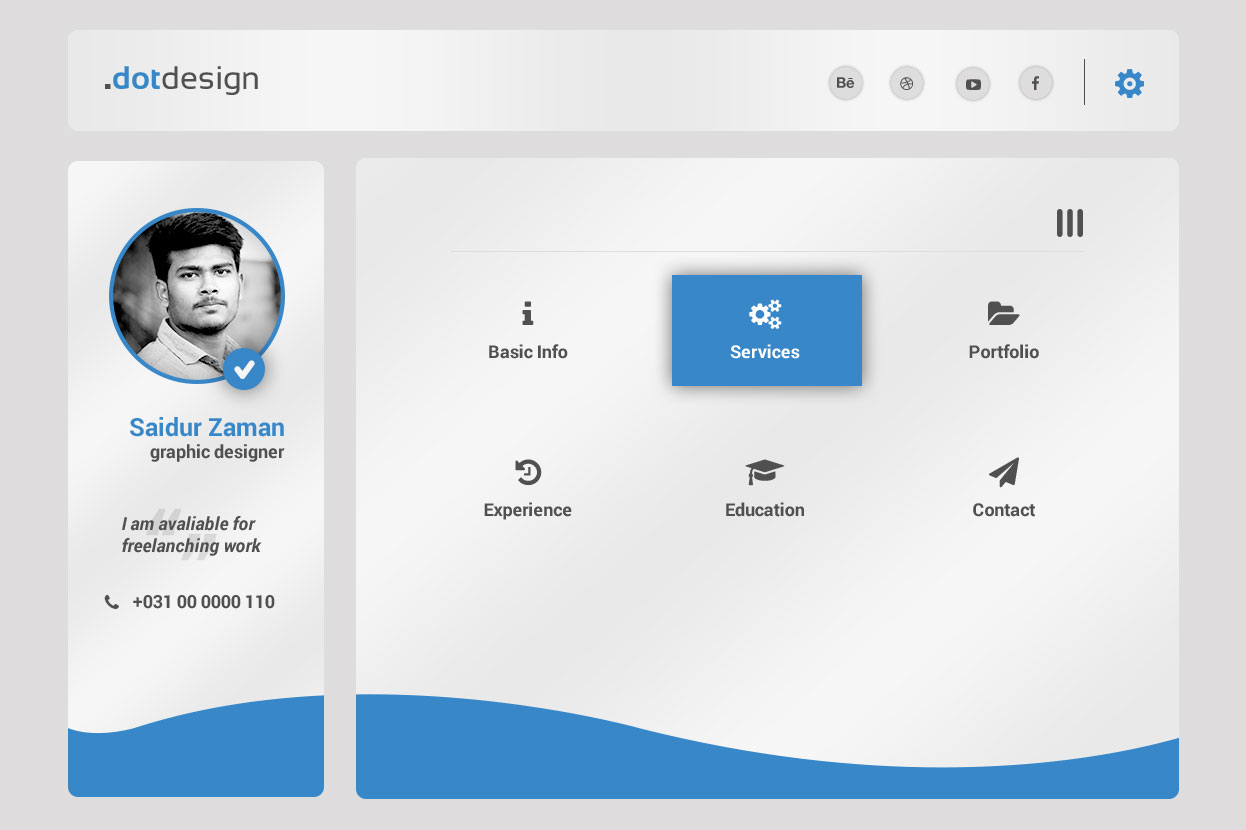 .dotdesign
Bē
Saidur Zaman
graphic designer
I am avaliable for
freelanching work
+031 00 0000 110
Basic Info
Services
Portfolio
Experience
Education
Contact